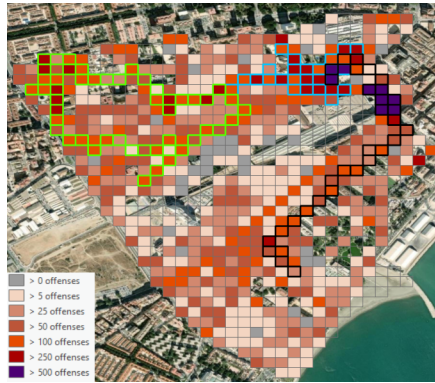 > 0 offenses
> 5 offenses
> 25 offenses
> 50 offenses
> 100 offenses
> 250 offenses
> 500 offenses